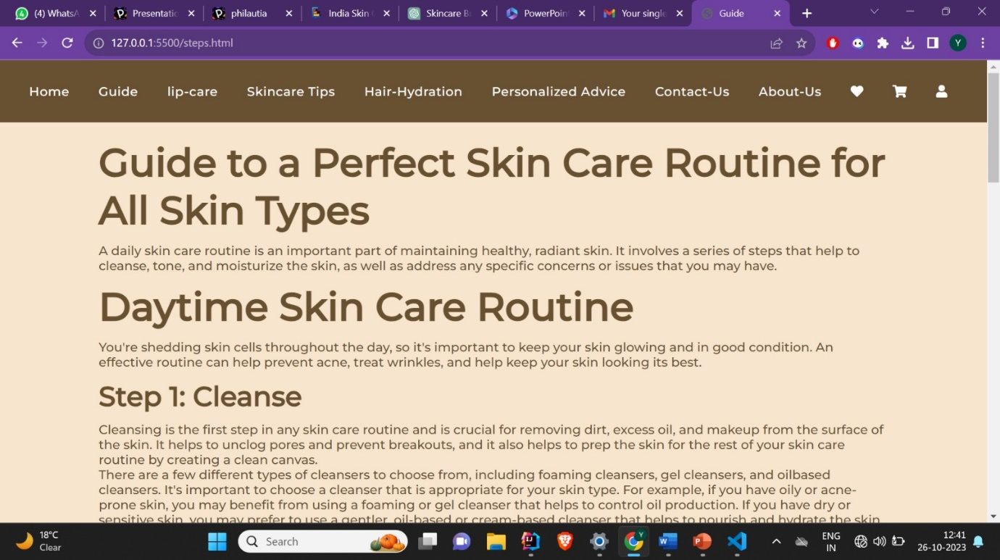 (4) WhatsA
Presentatio
philautia
India Skin
Skincare B
PowerPoin
Your single
Guide
127.0.0.1:5500/steps.html
Y
Home Guide lip-care Skincare Tips Hair-Hydration Personalized Advice Contact-Us About-Us
Guide to a Perfect Skin Care Routine for
All Skin Types
A daily skin care routine is an important part of maintaining healthy, radiant skin. It involves a series of steps that help to
cleanse, tone, and moisturize the skin, as well as address any specific concerns or issues that you may have.
Daytime Skin Care Routine
You're shedding skin cells throughout the day, so it's important to keep your skin glowing and in good condition. An
effective routine can help prevent acne, treat wrinkles, and help keep your skin looking its best.
Step 1: Cleanse
Cleansing is the first step in any skin care routine and is crucial for removing dirt, excess oil, and makeup from the surface of
the skin. It helps to unclog pores and prevent breakouts, and it also helps to prep the skin for the rest of your skin care
routine by creating a clean canvas.
There are a few different types of cleansers to choose from, including foaming cleansers, gel cleansers, and oilbased
cleansers. It's important to choose a cleanser that is appropriate for your skin type. For example, if you have oily or acne-
prone skin, you may benefit from using a foaming or gel cleanser that helps to control oil production. If you have dry or
sensitive skin, you may prefer to use a gentler, oil-based or cream-based cleanser that helps to nourish and hydrate the skin
18°C
Clear
Search
ENG
IN
12:41
26-10-2023